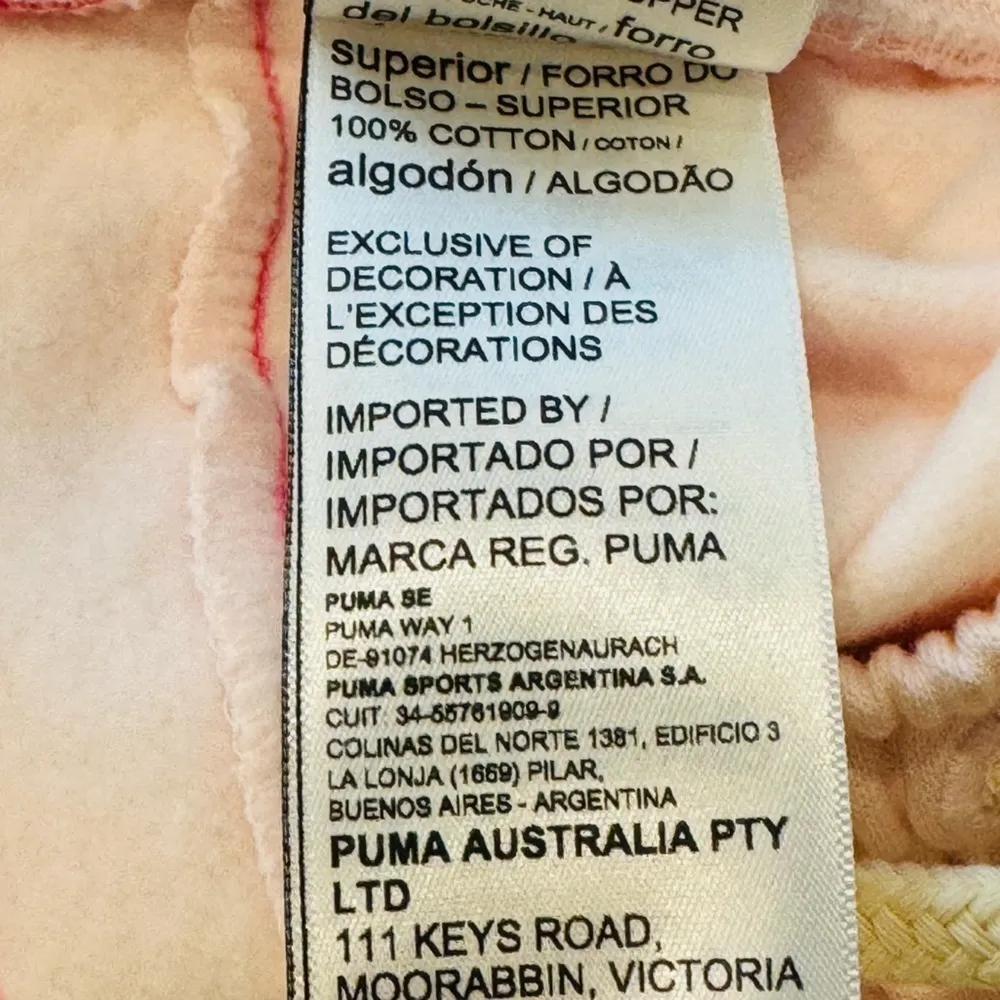 UPPER
- HAUT / forro
del bolsillo
superior / FORRO DO
BOLSO – SUPERIOR
100% COTTON / COTON /
algodón / ALGODÃO
EXCLUSIVE OF
DECORATION / À
L'EXCEPTION DES
DÉCORATIONS
IMPORTED BY /
IMPORTADO POR /
IMPORTADOS POR:
MARCA REG. PUMA
PUMA SE
PUMA WAY 1
DE-91074 HERZOGENAURACH
PUMA SPORTS ARGENTINA S.A.
CUIT: 34-55761909-9
COLINAS DEL NORTE 1381, EDIFICIO 3
LA LONJA (1669) PILAR,
BUENOS AIRES - ARGENTINA
PUMA AUSTRALIA PTY
LTD
111 KEYS ROAD,
MOORABBIN, VICTORIA